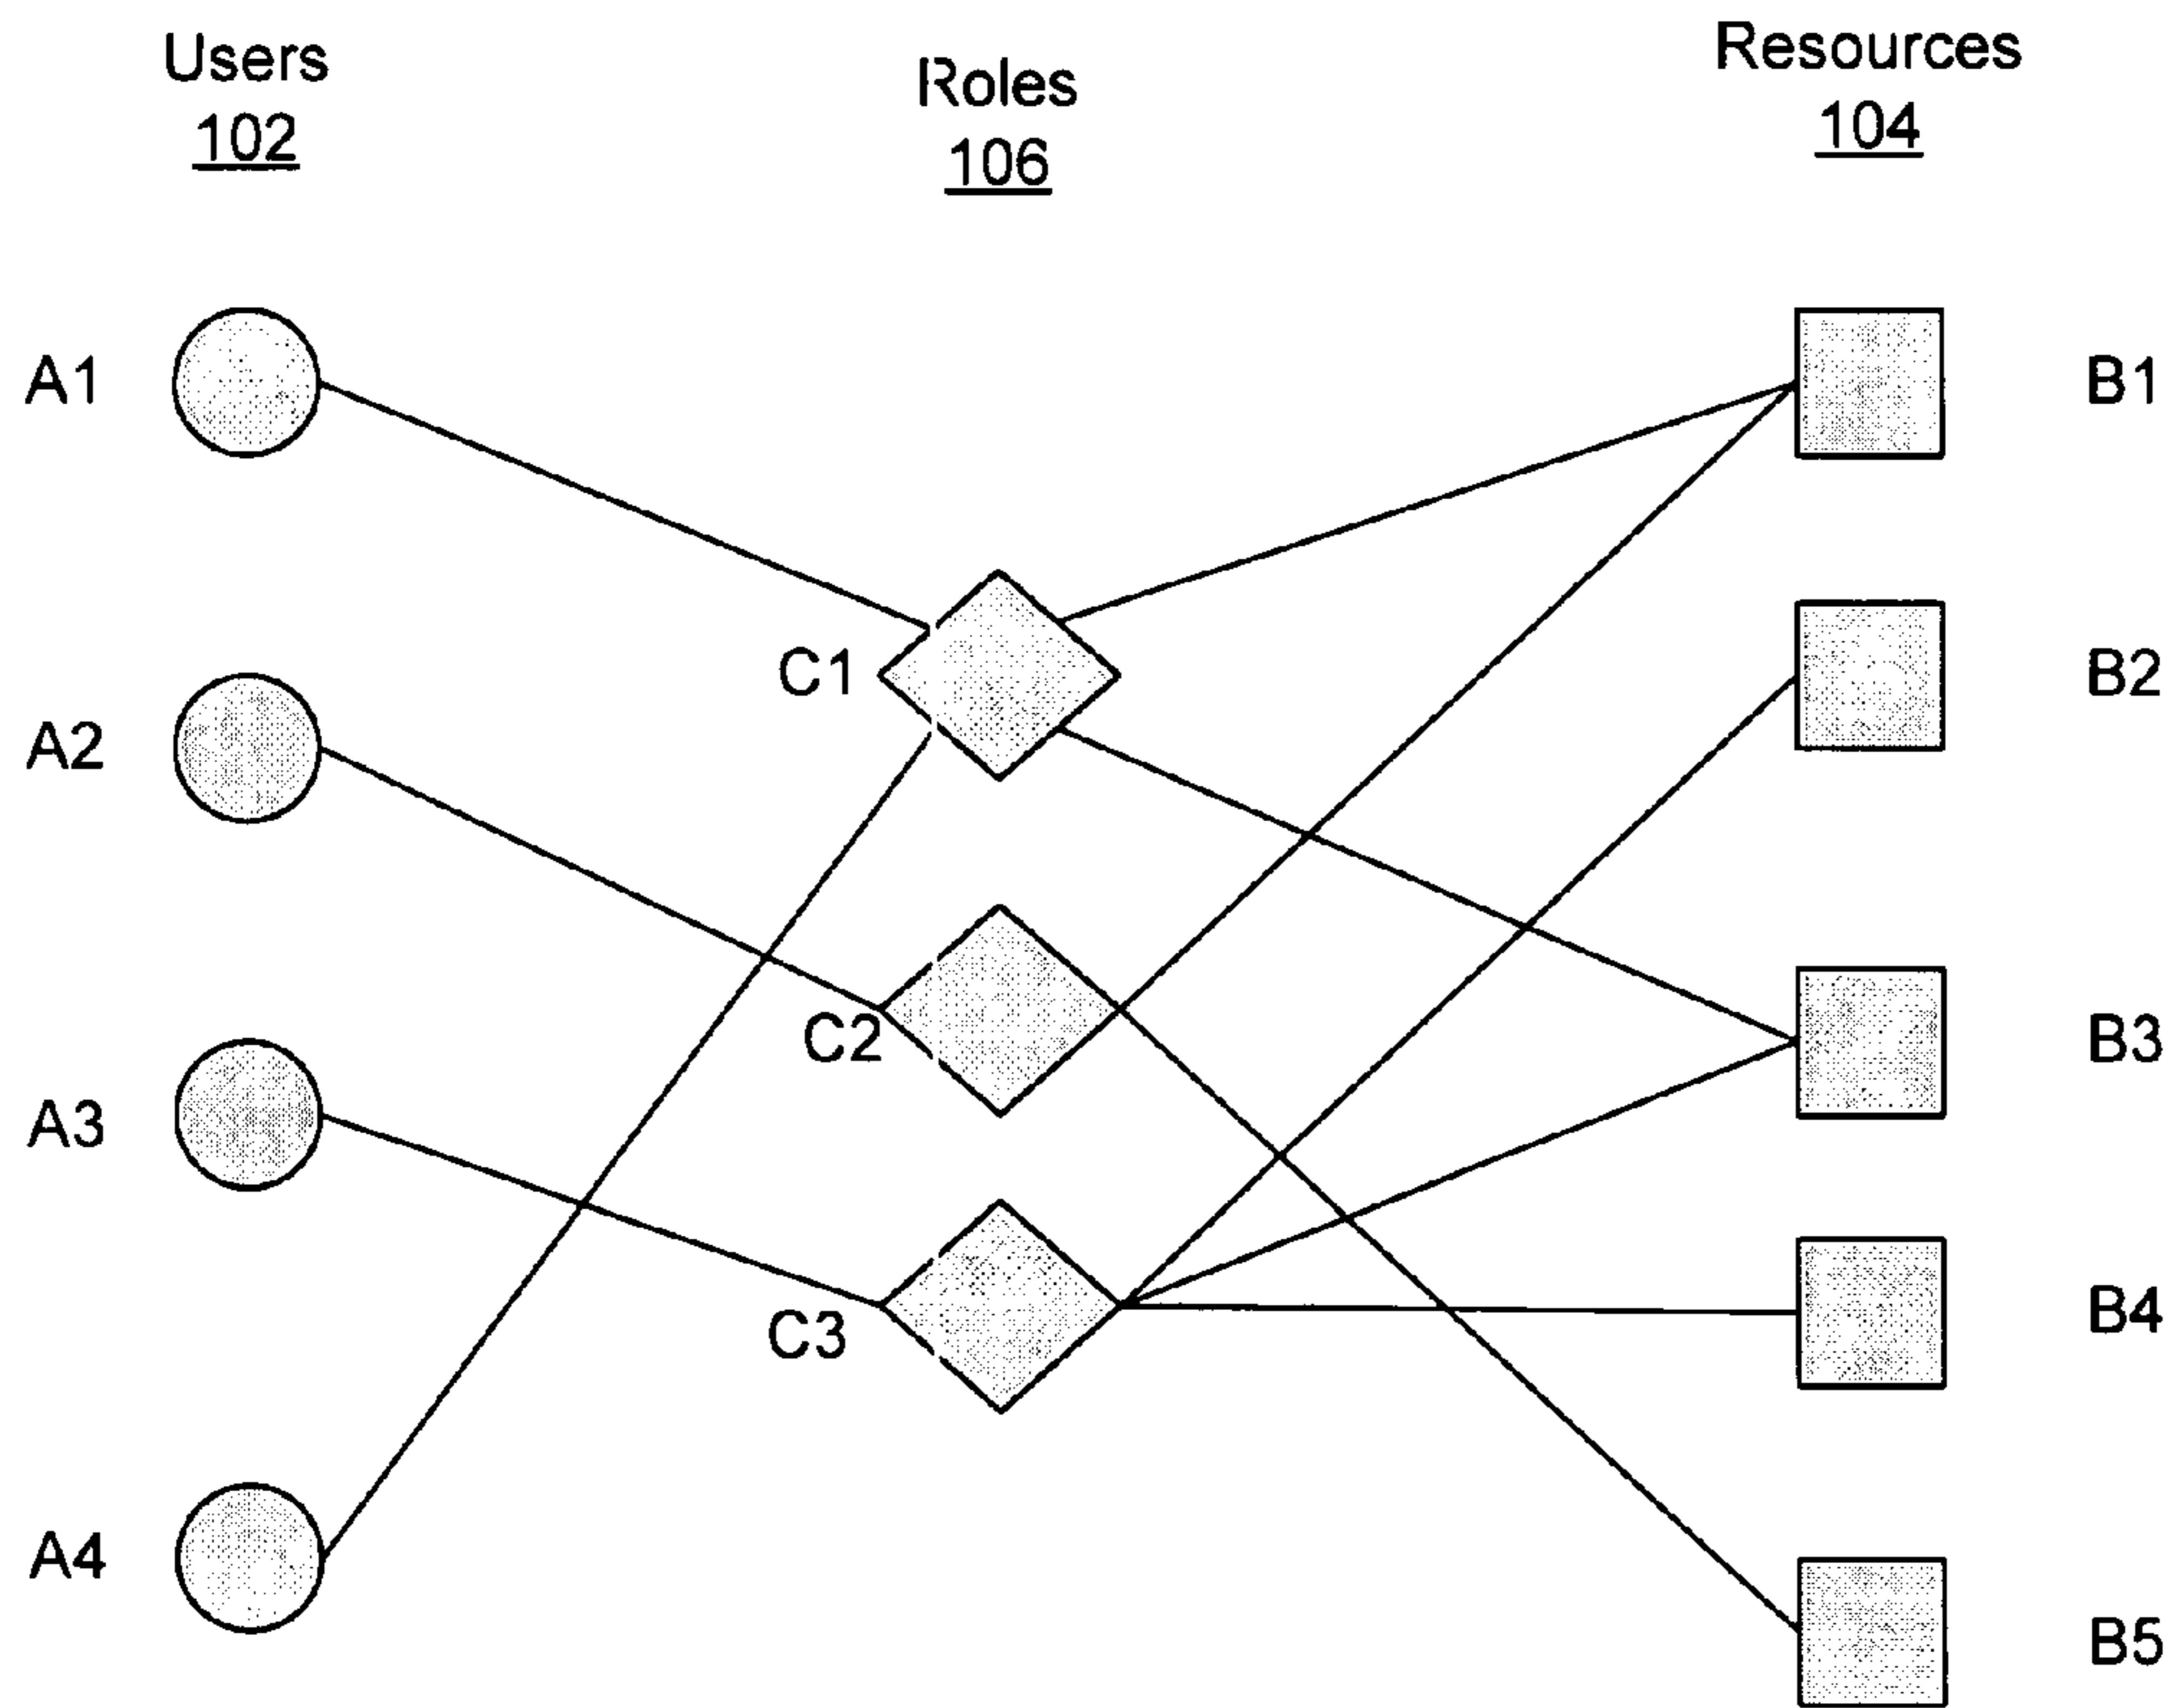 Users
102
Roles
106
Resources
104
A1
A2
A3
A4
C1
C2
C3
B1
B2
B3
B4
B5